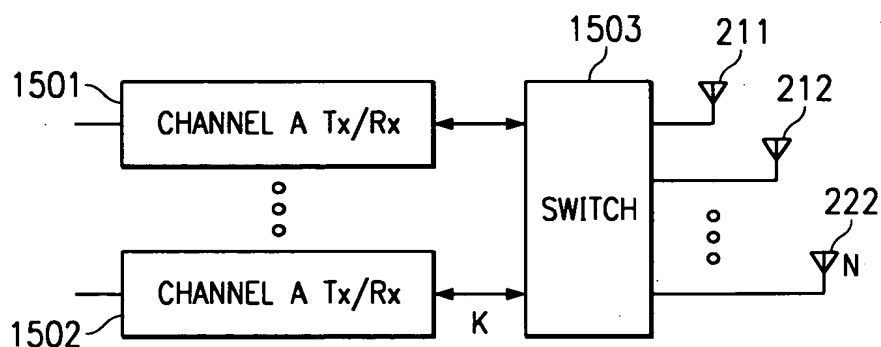 1503
211
1501
CHANNEL A Tx/Rx
212
SWITCH
222
N
CHANNEL A Tx/Rx
K
1502